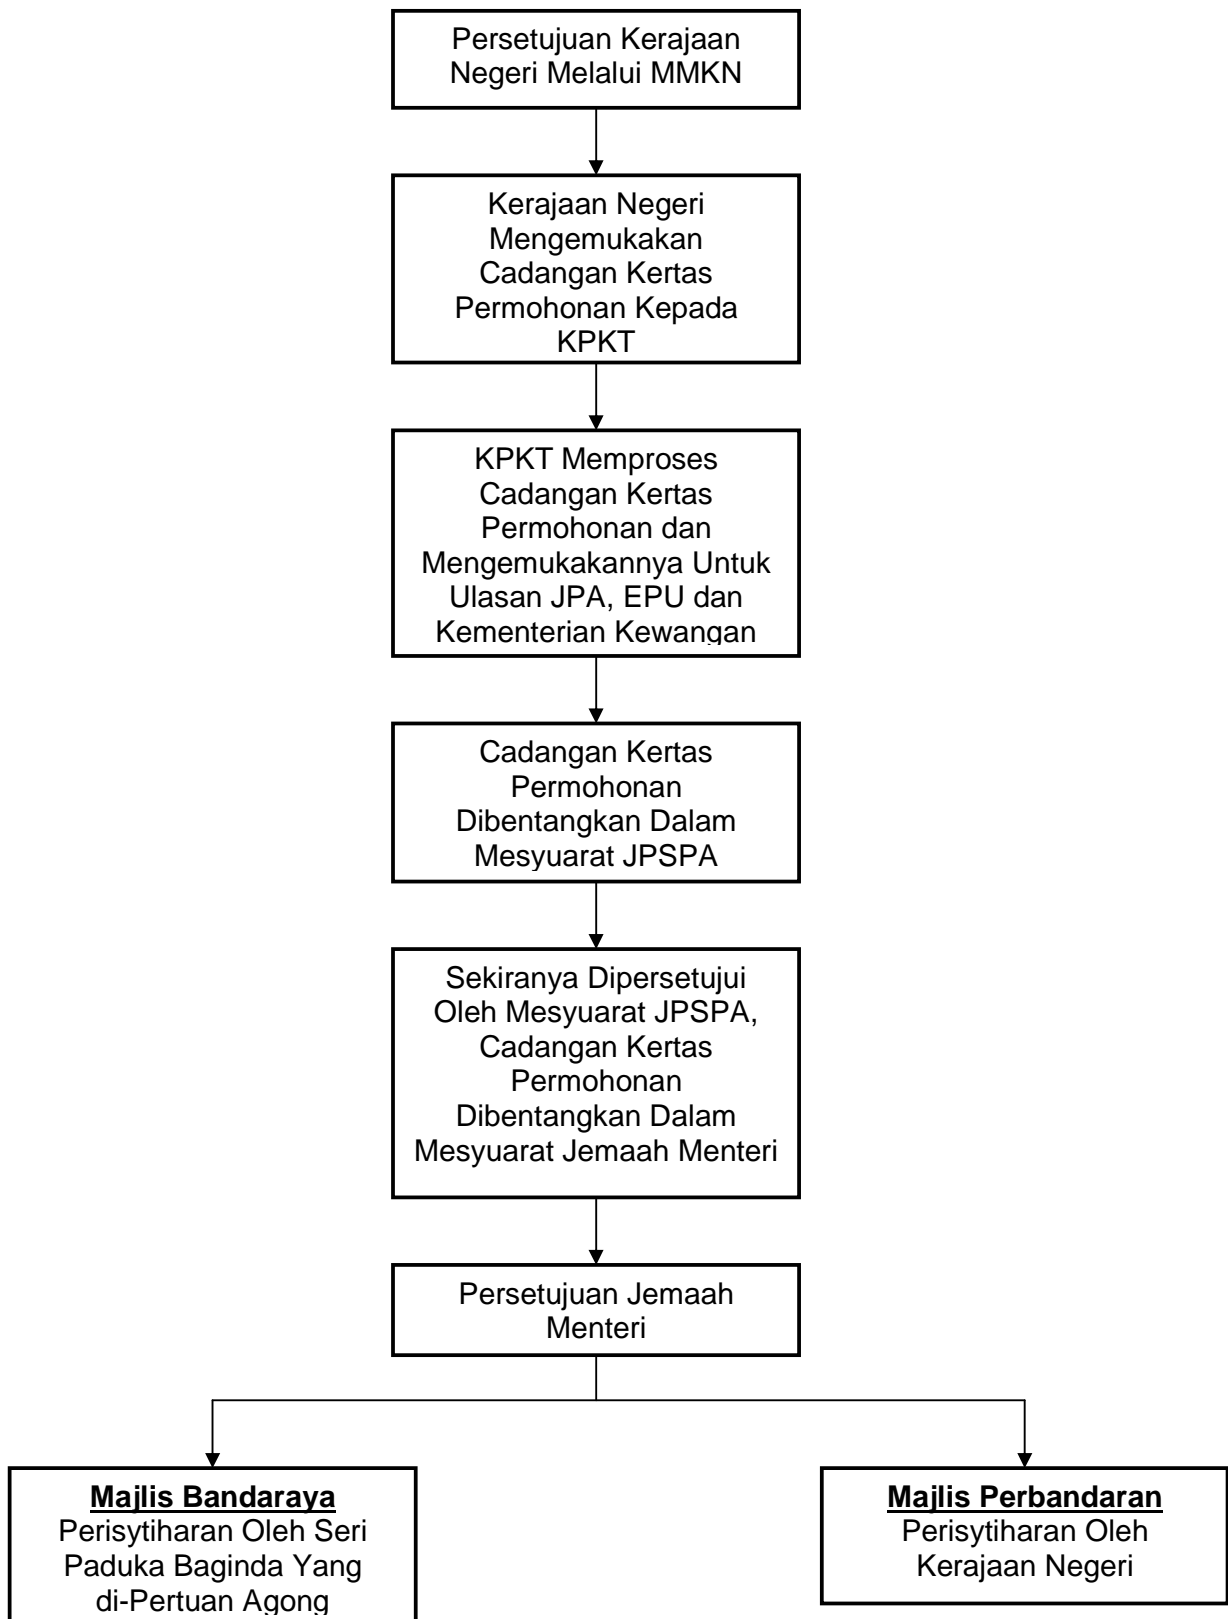 Persetujuan Kerajaan
Negeri Melalui MMKN
Kerajaan Negeri
Mengemukakan
Cadangan Kertas
Permohonan Kepada
KPKT
KPKT Memproses
Cadangan Kertas
Permohonan dan
Mengemukakannya Untuk
Ulasan JPA, EPU dan
Kementerian Kewangan
Cadangan Kertas
Permohonan
Dibentangkan Dalam
Mesyuarat JPSPA
Sekiranya Dipersetujui
Oleh Mesyuarat JPSPA,
Cadangan Kertas
Permohonan
Dibentangkan Dalam
Mesyuarat Jemaah Menteri
Persetujuan Jemaah
Menteri
Majlis Bandaraya
Perisytiharan Oleh Seri
Paduka Baginda Yang
di-Pertuan Agong
Majlis Perbandaran
Perisytiharan Oleh
Kerajaan Negeri